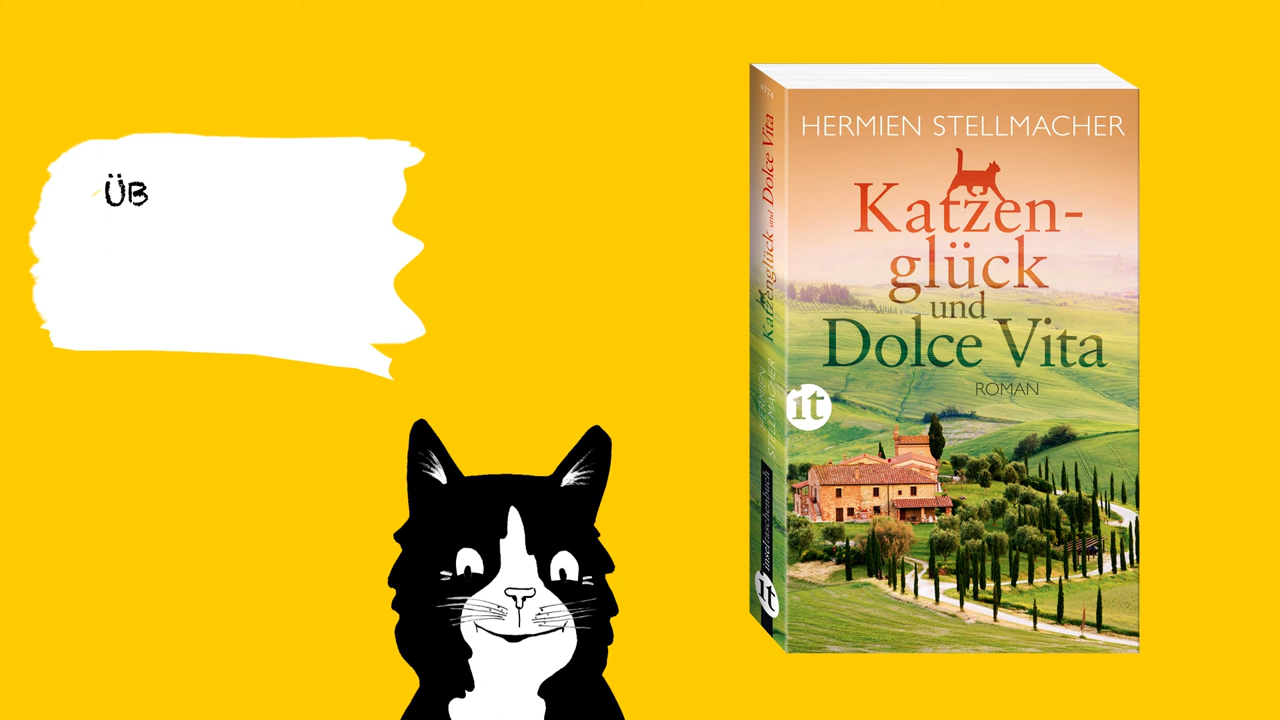 ÜB
4574
HERMIEN STELLMACHER
Katzen-
glück
und
Dolce Vita
ROMAN
it
Katzenglück und Dolce Vita
HERMIEN
STELLMACHER
insel taschenbuch
it